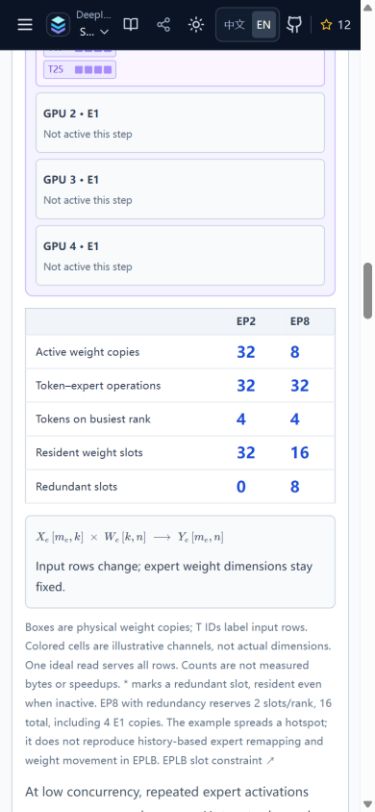 Deepl...
S...
中文
EN
12
T25
GPU 2 • E1
Not active this step
GPU 3 • E1
Not active this step
GPU 4 • E1
Not active this step
EP2 EP8
Active weight copies 32 8
Token–expert operations 32 32
Tokens on busiest rank 4 4
Resident weight slots 32 16
Redundant slots 0 8
Xₑ [mₑ, k] × Wₑ [k, n] ⟶ Yₑ [mₑ, n]
Input rows change; expert weight dimensions stay
fixed.
Boxes are physical weight copies; T IDs label input rows.
Colored cells are illustrative channels, not actual dimensions.
One ideal read serves all rows. Counts are not measured
bytes or speedups. * marks a redundant slot, resident even
when inactive. EP8 with redundancy reserves 2 slots/rank, 16
total, including 4 E1 copies. The example spreads a hotspot;
it does not reproduce history-based expert remapping and
weight movement in EPLB. EPLB slot constraint ↗
At low concurrency, repeated expert activations